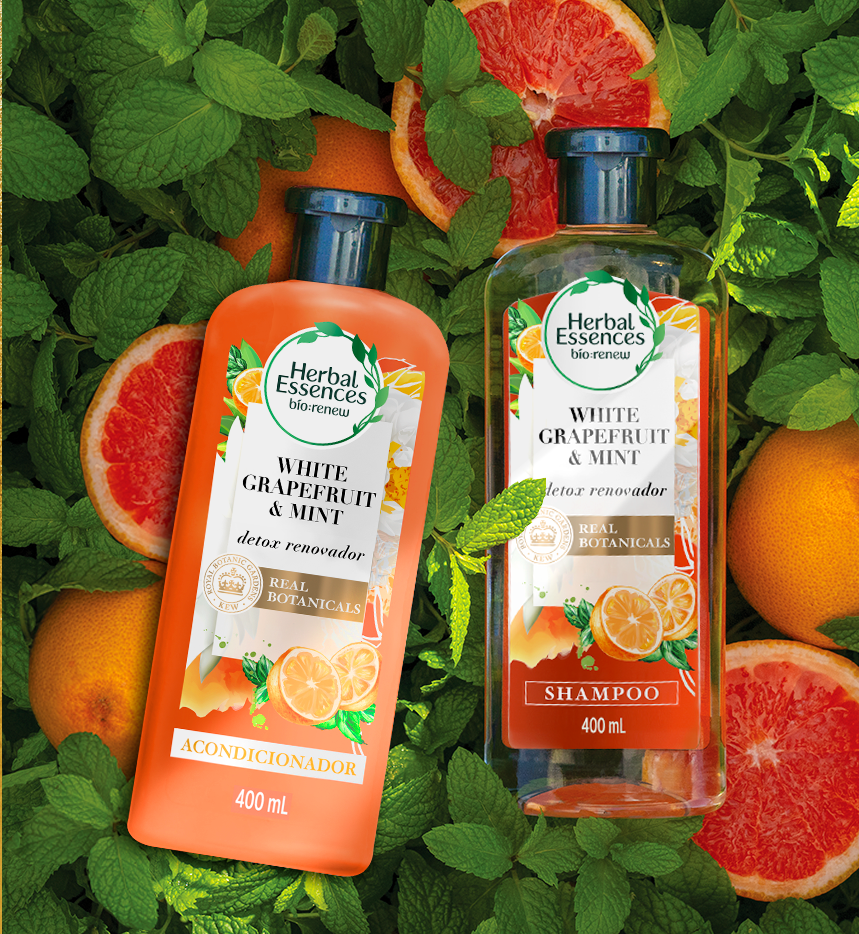 Herbal
Essences
bío:renew
WHITE
GRAPEFRUIT
& MINT
detox renovador
ROYAL BOTANIC GARDENS
KEW
REAL
BOTANICALS
ACONDICIONADOR
400 mL
Herbal
Essences
bío:renew
WHITE
GRAPEFRUIT
& MINT
detox renovador
KEW
REAL
BOTANICALS
SHAMPOO
400 mL